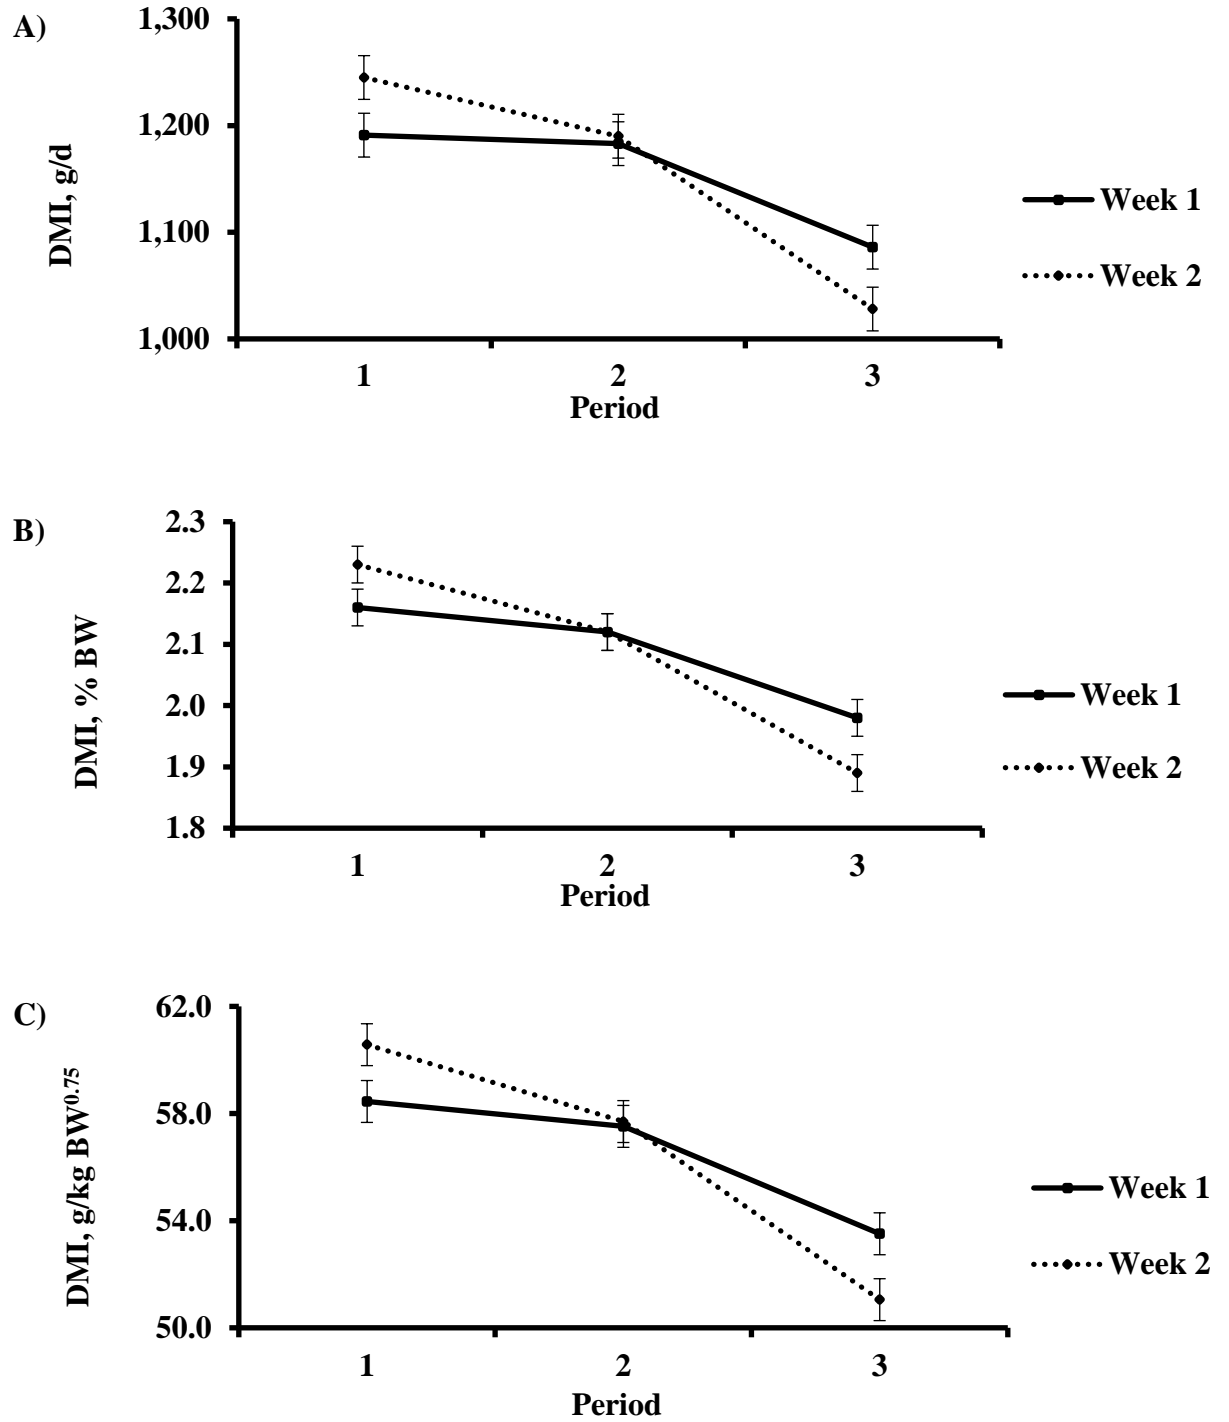 A)
1,300
1,200
1,100
1,000
DMI, g/d
1 2 3
Period
Week 1
Week 2
B)
2.3
2.2
2.1
2.0
1.9
1.8
DMI, % BW
1 2 3
Period
Week 1
Week 2
C)
62.0
58.0
54.0
50.0
DMI, g/kg BW^0.75
1 2 3
Period
Week 1
Week 2